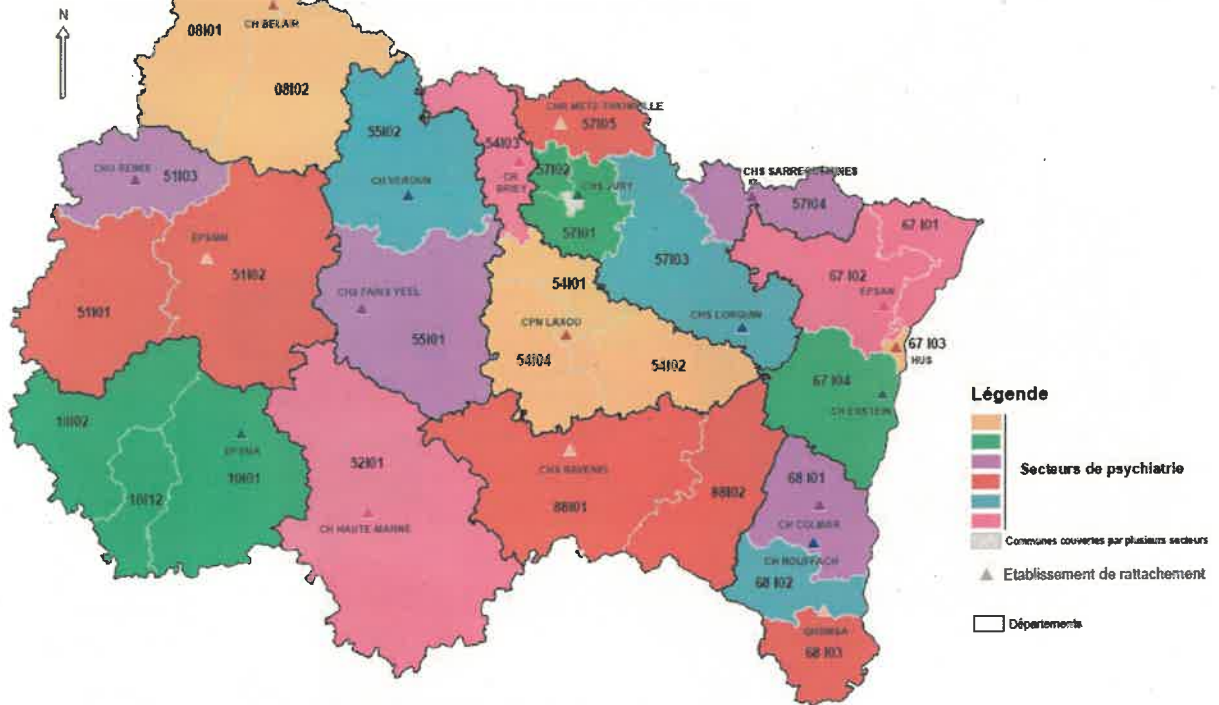 N
08I01
CH BELAIR
08I02
55I02
CHR METZ-THIONVILLE
57I05
54I03
CH
BRIEY
57I02
CHS JURY
CHS SARREGUEMINES
57I04
CHU REIMS
51I03
CH VERDUN
57I01
67 I01
EPSMM
51I02
57I03
67 I02
EPSAN
54I01
CHS FAINS VEEL
51I01
CPN LAXOU
CHS LORQUIN
55I01
67 I03
HUS
54I04
54I02
67 I04
CH ERSTEIN
10I02
EPSMA
10I01
10I12
52I01
CH HAUTE-MARNE
CHS RAVENEL
88I01
88I02
68 I01
CH COLMAR
CH ROUFFACH
68 I02
GHRMSA
68 I03
Légende
Secteurs de psychiatrie
Communes couvertes par plusieurs secteurs
Etablissement de rattachement
Départements